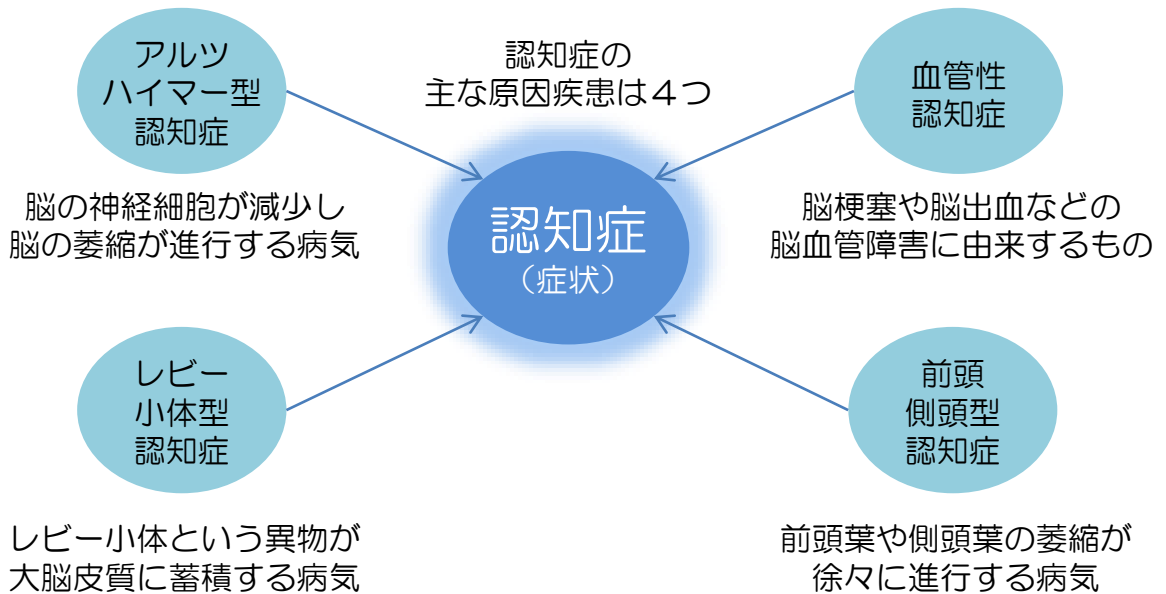 認知症の
主な原因疾患は４つ
アルツ
ハイマー型
認知症
脳の神経細胞が減少し
脳の萎縮が進行する病気
血管性
認知症
脳梗塞や脳出血などの
脳血管障害に由来するもの
認知症
（症状）
レビー
小体型
認知症
レビー小体という異物が
大脳皮質に蓄積する病気
前頭
側頭型
認知症
前頭葉や側頭葉の萎縮が
徐々に進行する病気